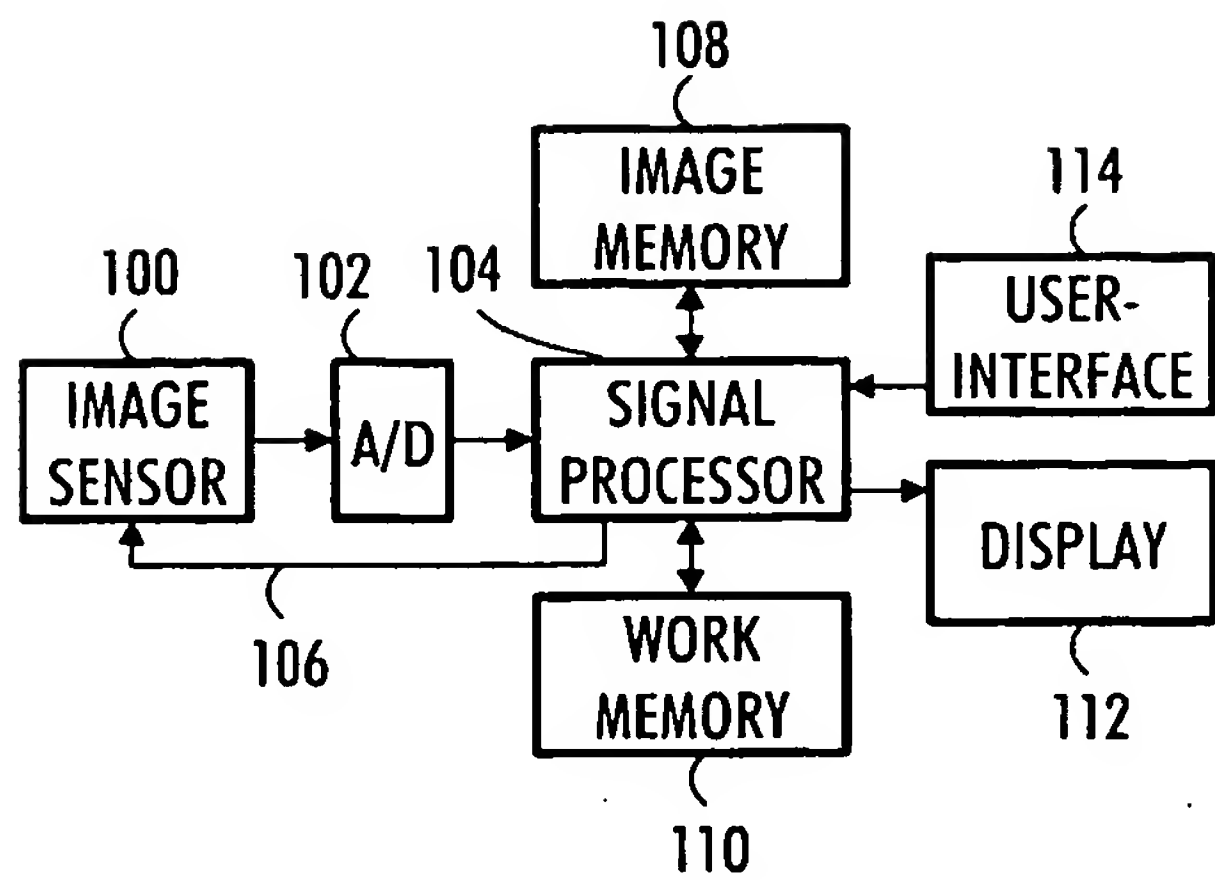 108
IMAGE
MEMORY
114
USER-
INTERFACE
100
102
104
IMAGE
SENSOR
A/D
SIGNAL
PROCESSOR
DISPLAY
106
WORK
MEMORY
112
110